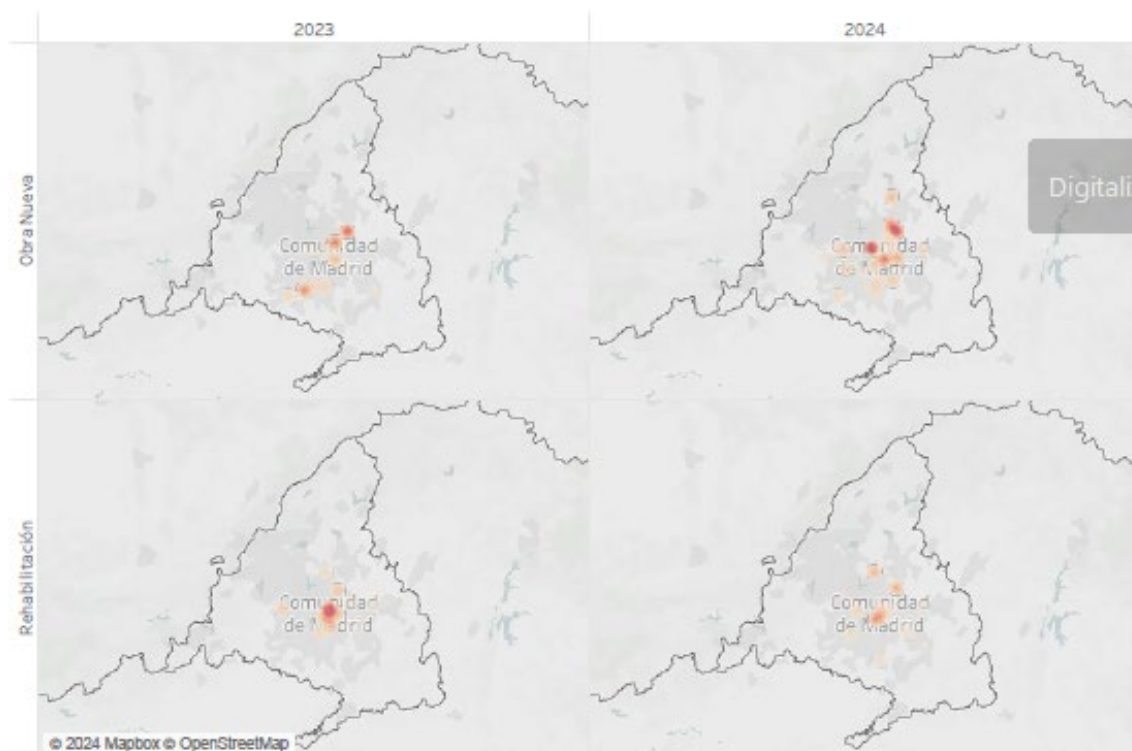 2023
2024
Obra Nueva
Comunidad
de Madrid
Comunidad
de Madrid
Digitali
Rehabilitación
Comunidad
de Madrid
Comunidad
de Madrid
© 2024 Mapbox © OpenStreetMap